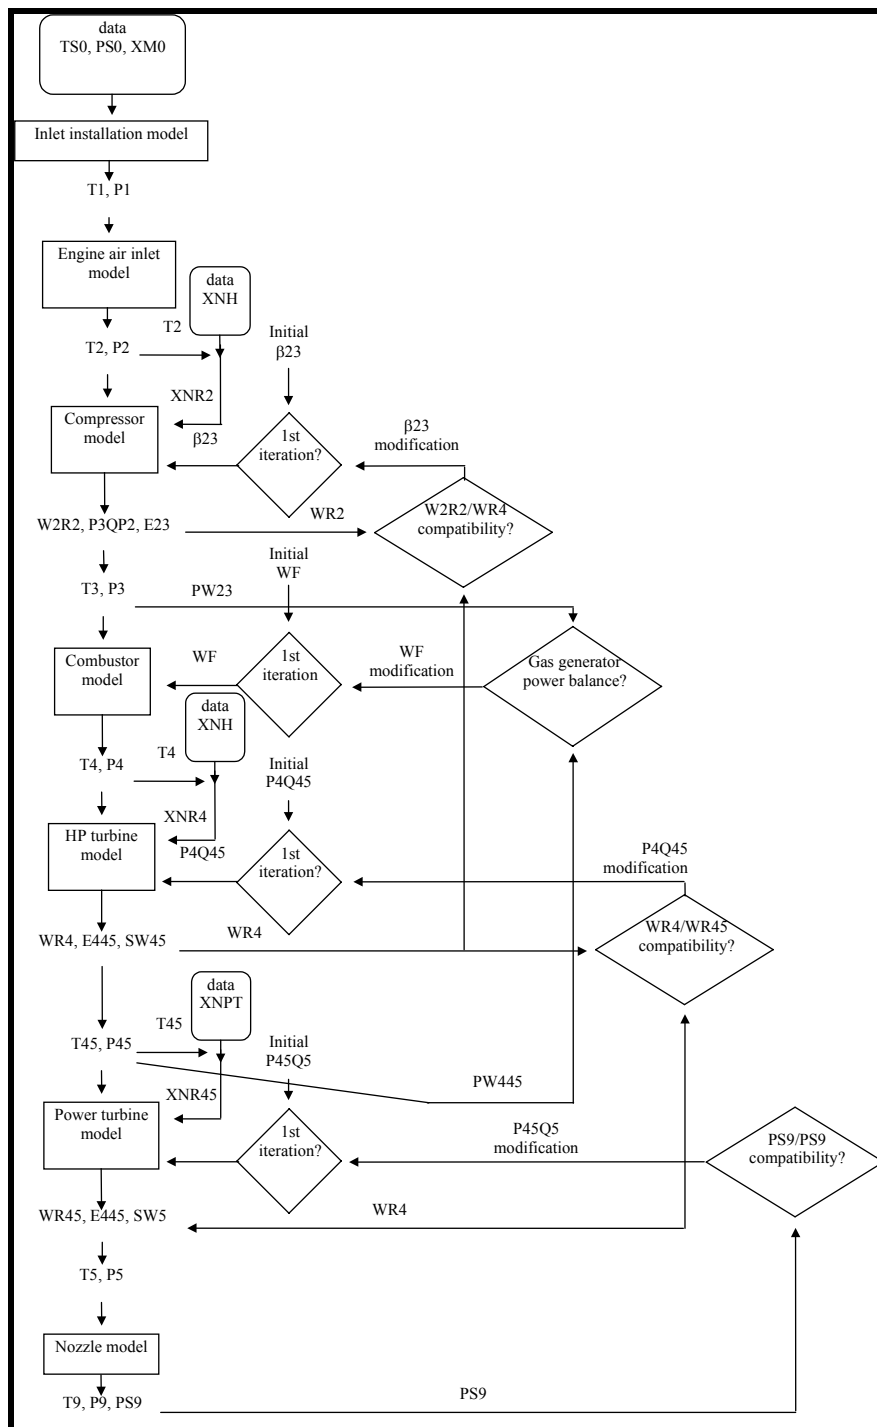 data
TS0, PS0, XM0
Inlet installation model
T1, P1
Engine air inlet
model
data
XNH
T2
Initial
β23
T2, P2
XNR2
Compressor
model
β23
1st
iteration?
β23
modification
W2R2/WR4
compatibility?
WR2
W2R2, P3QP2, E23
Initial
WF
T3, P3
PW23
Combustor
model
WF
1st
iteration
WF
modification
Gas generator
power balance?
data
XNH
T4
Initial
P4Q45
T4, P4
XNR4
HP turbine
model
P4Q45
1st
iteration?
P4Q45
modification
WR4/WR45
compatibility?
WR4
WR4, E445, SW45
data
XNPT
T45
Initial
P45Q5
T45, P45
PW445
XNR45
Power turbine
model
1st
iteration?
P45Q5
modification
PS9/PS9
compatibility?
WR4
WR45, E445, SW5
T5, P5
Nozzle model
PS9
T9, P9, PS9